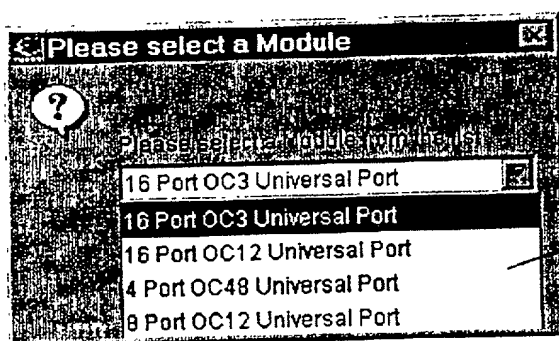 Please select a Module
Please select a Module from the list
16 Port OC3 Universal Port
16 Port OC3 Universal Port
16 Port OC12 Universal Port
4 Port OC48 Universal Port
8 Port OC12 Universal Port